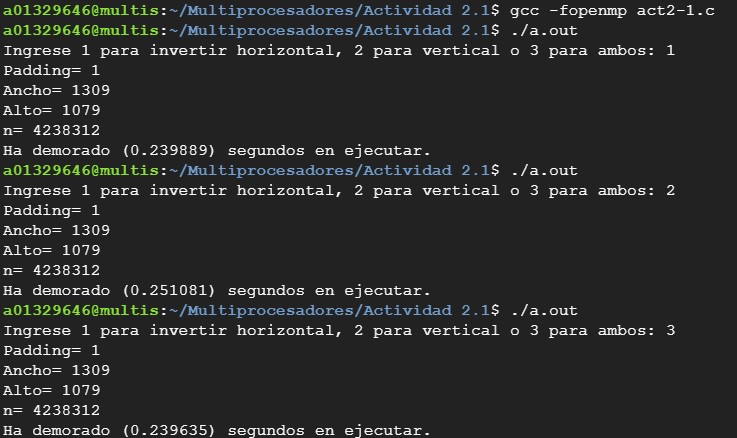 a01329646@multis:~/Multiprocesadores/Actividad 2.1$ gcc -fopenmp act2-1.c
a01329646@multis:~/Multiprocesadores/Actividad 2.1$ ./a.out
Ingrese 1 para invertir horizontal, 2 para vertical o 3 para ambos: 1
Padding= 1
Ancho= 1309
Alto= 1079
n= 4238312
Ha demorado (0.239889) segundos en ejecutar.
a01329646@multis:~/Multiprocesadores/Actividad 2.1$ ./a.out
Ingrese 1 para invertir horizontal, 2 para vertical o 3 para ambos: 2
Padding= 1
Ancho= 1309
Alto= 1079
n= 4238312
Ha demorado (0.251081) segundos en ejecutar.
a01329646@multis:~/Multiprocesadores/Actividad 2.1$ ./a.out
Ingrese 1 para invertir horizontal, 2 para vertical o 3 para ambos: 3
Padding= 1
Ancho= 1309
Alto= 1079
n= 4238312
Ha demorado (0.239635) segundos en ejecutar.